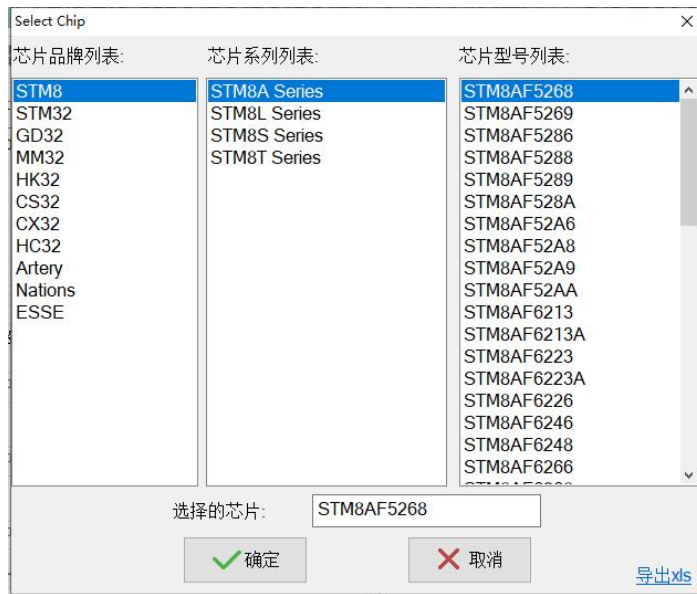 Select Chip
芯片品牌列表:
芯片系列列表:
芯片型号列表:
STM8
STM32
GD32
MM32
HK32
CS32
CX32
HC32
Artery
Nations
ESSE
STM8A Series
STM8L Series
STM8S Series
STM8T Series
STM8AF5268
STM8AF5269
STM8AF5286
STM8AF5288
STM8AF5289
STM8AF528A
STM8AF52A6
STM8AF52A8
STM8AF52A9
STM8AF52AA
STM8AF6213
STM8AF6213A
STM8AF6223
STM8AF6223A
STM8AF6226
STM8AF6246
STM8AF6248
STM8AF6266
选择的芯片:
STM8AF5268
确定
取消
导出xls